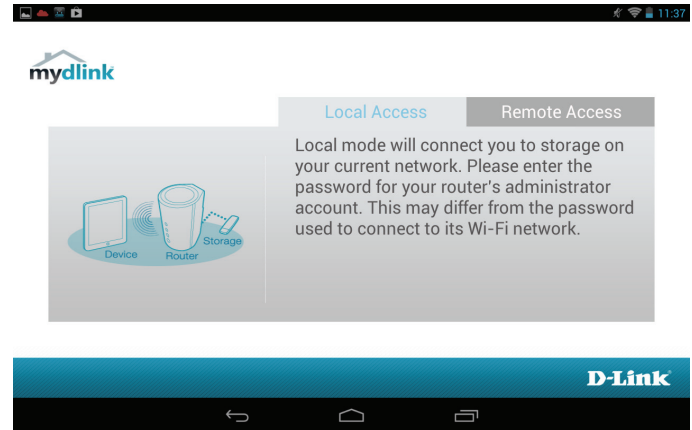 11:37
mydlink
Local Access
Remote Access
Local mode will connect you to storage on
your current network. Please enter the
password for your router's administrator
account. This may differ from the password
used to connect to its Wi-Fi network.
Storage
Device
Router
D-Link